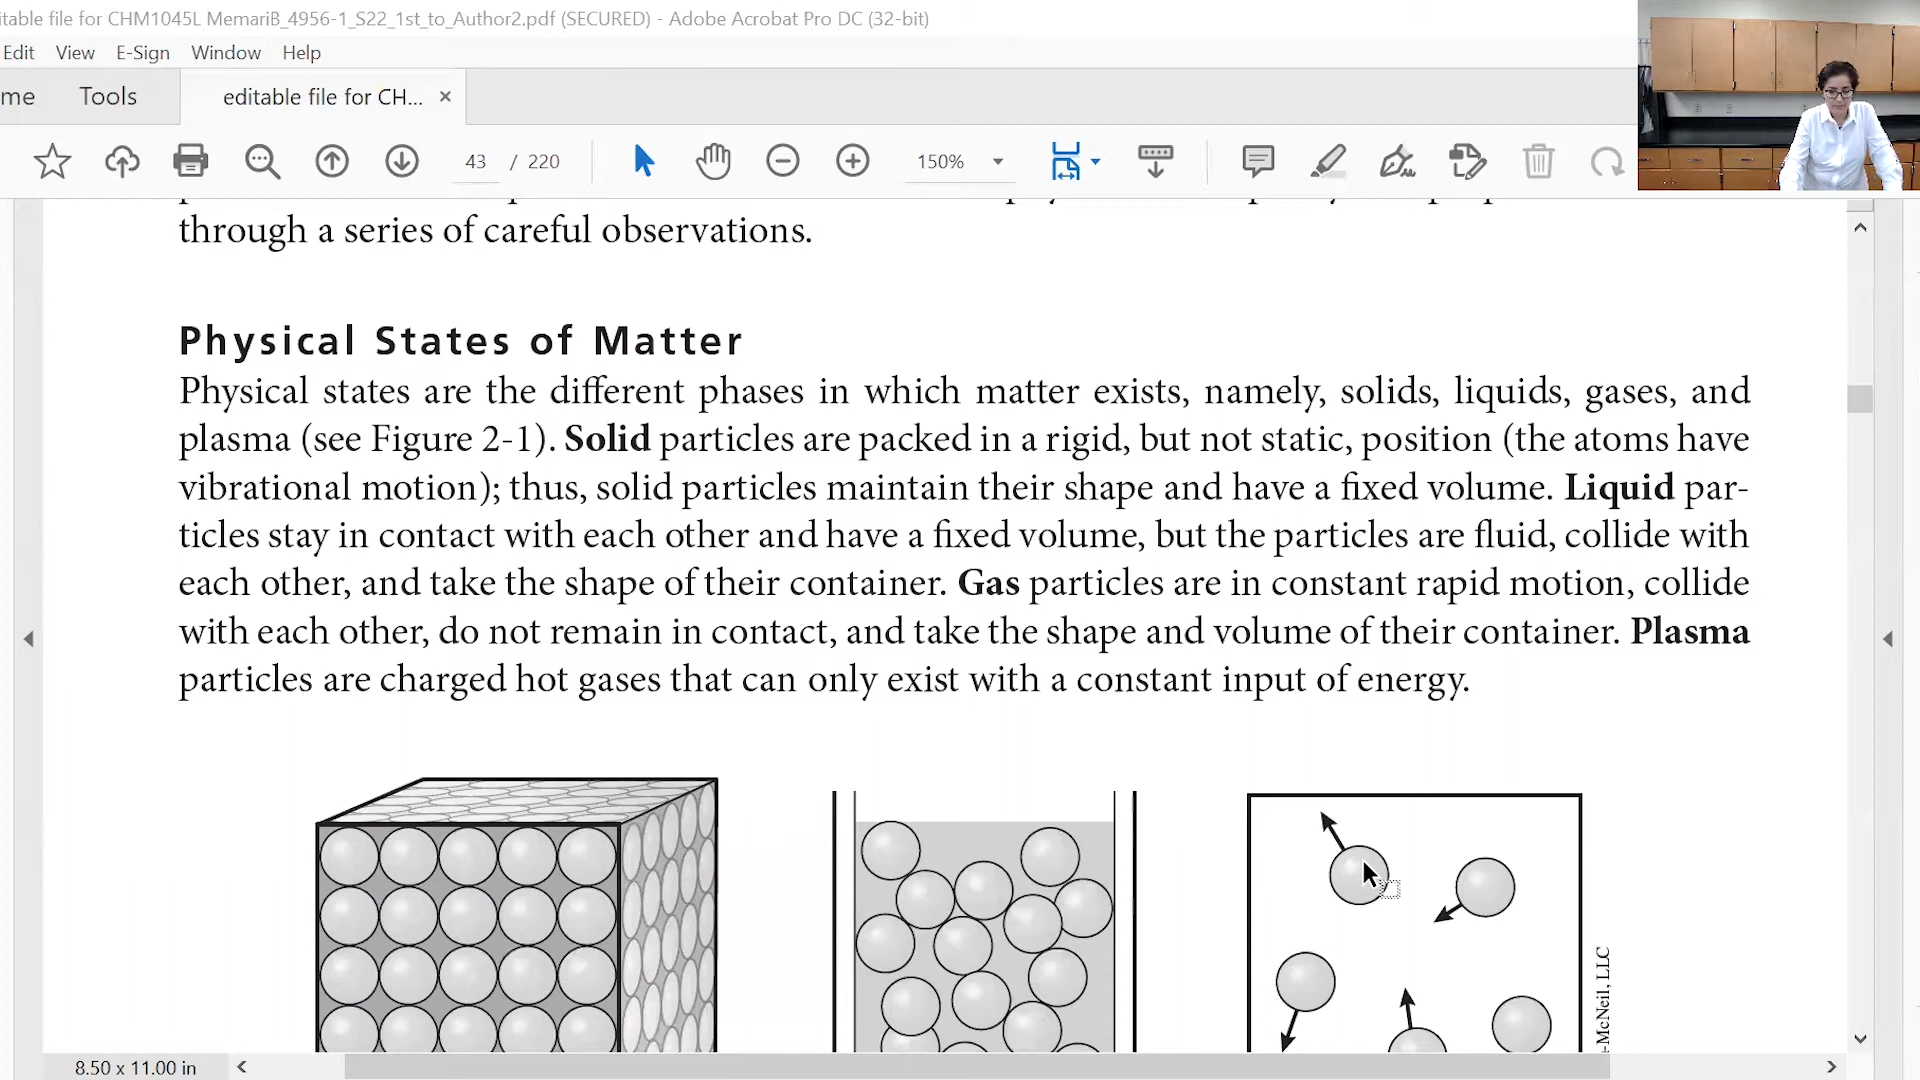 itable file for CHM1045L MemariB_4956-1_S22_1st_to_Author2.pdf (SECURED) - Adobe Acrobat Pro DC (32-bit)
Edit View E-Sign Window Help
me Tools editable file for CH... ×
43 / 220 150%
through a series of careful observations.
Physical States of Matter
Physical states are the different phases in which matter exists, namely, solids, liquids, gases, and
plasma (see Figure 2-1). Solid particles are packed in a rigid, but not static, position (the atoms have
vibrational motion); thus, solid particles maintain their shape and have a fixed volume. Liquid par-
ticles stay in contact with each other and have a fixed volume, but the particles are fluid, collide with
each other, and take the shape of their container. Gas particles are in constant rapid motion, collide
with each other, do not remain in contact, and take the shape and volume of their container. Plasma
particles are charged hot gases that can only exist with a constant input of energy.
-McNeil, LLC
8.50 x 11.00 in